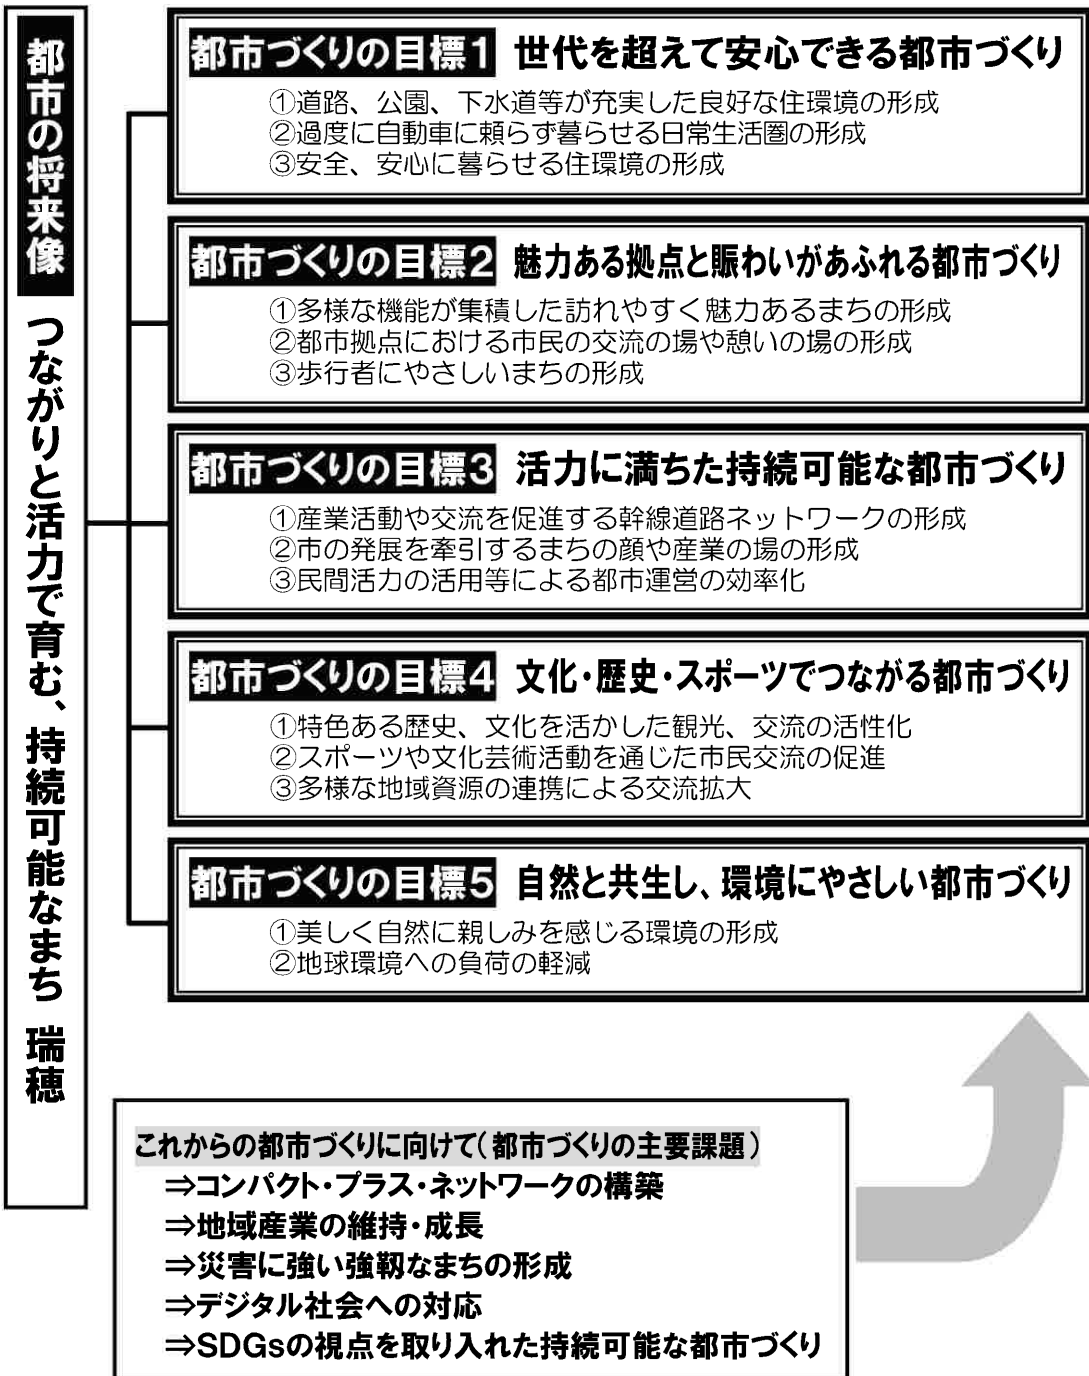 都市の将来像 つながりと活力で育む、持続可能なまち 瑞穂
都市づくりの目標1 世代を超えて安心できる都市づくり
①道路、公園、下水道等が充実した良好な住環境の形成
②過度に自動車に頼らず暮らせる日常生活圏の形成
③安全、安心に暮らせる住環境の形成
都市づくりの目標2 魅力ある拠点と賑わいがあふれる都市づくり
①多様な機能が集積した訪れやすく魅力あるまちの形成
②都市拠点における市民の交流の場や憩いの場の形成
③歩行者にやさしいまちの形成
都市づくりの目標3 活力に満ちた持続可能な都市づくり
①産業活動や交流を促進する幹線道路ネットワークの形成
②市の発展を牽引するまちの顔や産業の場の形成
③民間活力の活用等による都市運営の効率化
都市づくりの目標4 文化・歴史・スポーツでつながる都市づくり
①特色ある歴史、文化を活かした観光、交流の活性化
②スポーツや文化芸術活動を通じた市民交流の促進
③多様な地域資源の連携による交流拡大
都市づくりの目標5 自然と共生し、環境にやさしい都市づくり
①美しく自然に親しみを感じる環境の形成
②地球環境への負荷の軽減
これからの都市づくりに向けて（都市づくりの主要課題）
⇒コンパクト・プラス・ネットワークの構築
⇒地域産業の維持・成長
⇒災害に強い強靭なまちの形成
⇒デジタル社会への対応
⇒SDGsの視点を取り入れた持続可能な都市づくり